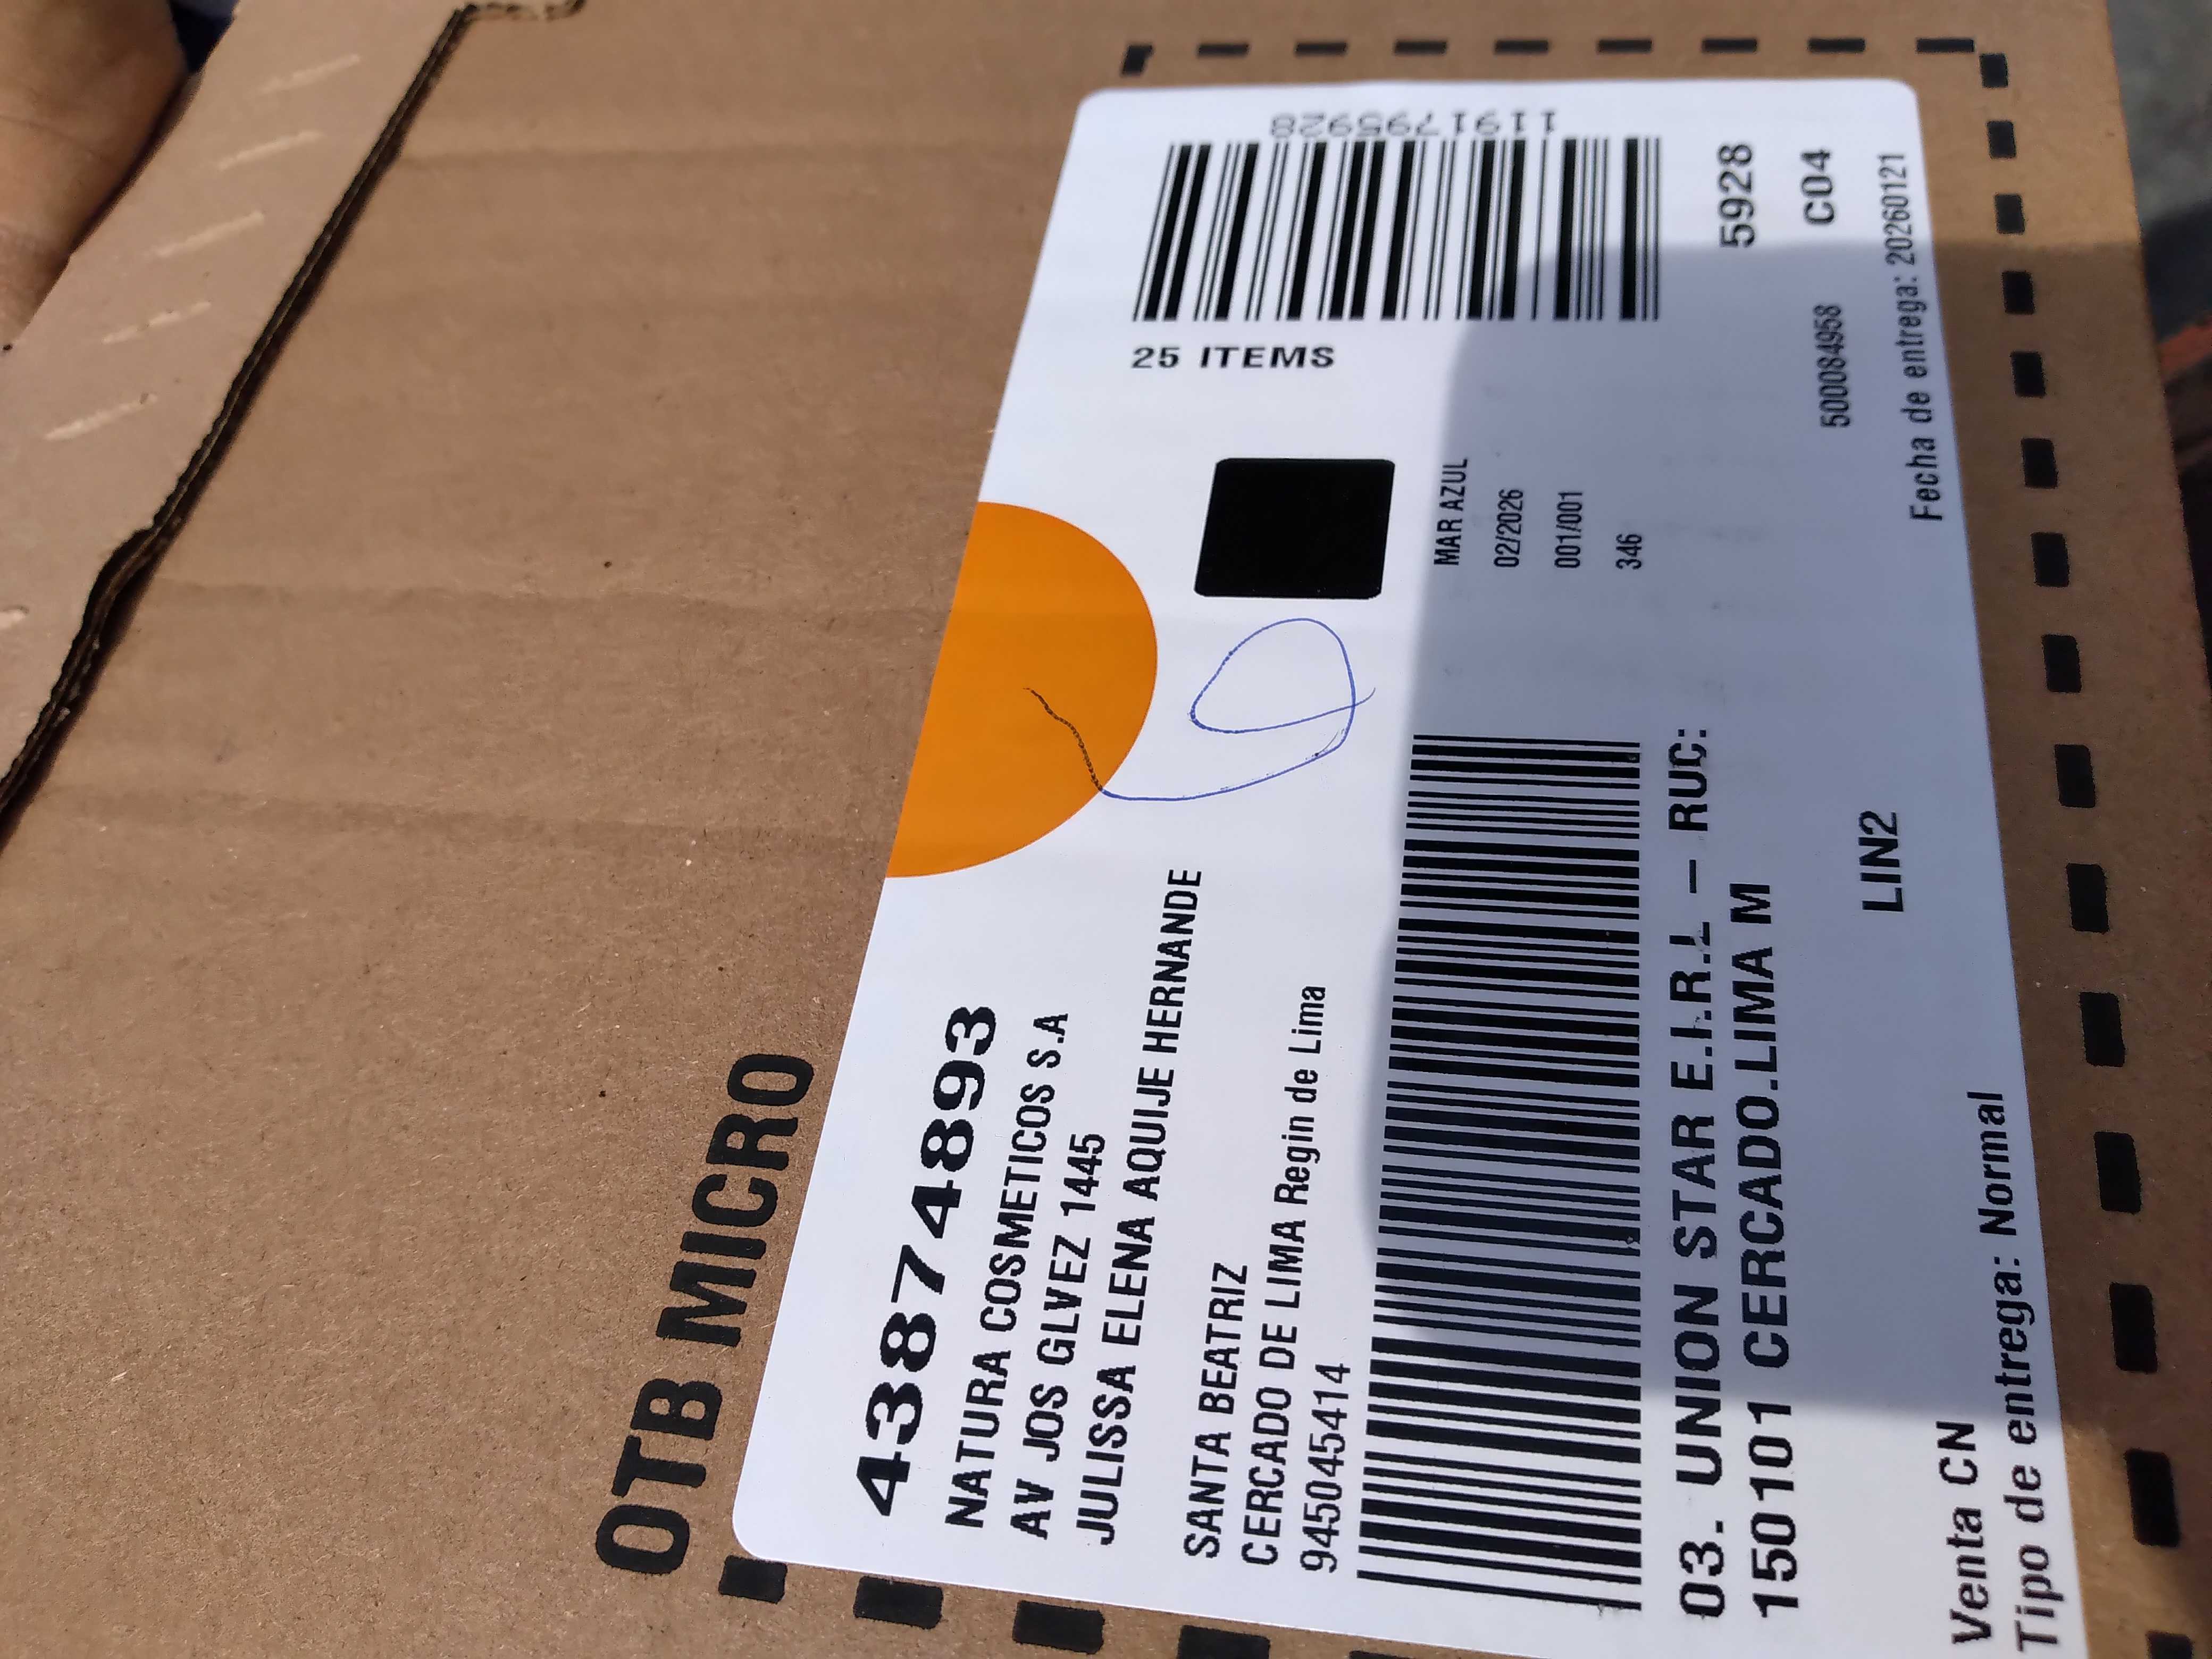 OTB MICRO
43874893
NATURA COSMETICOS S.A
AV JOS GLVEZ 1445
JULISSA ELENA AQUIJE HERNANDE
SANTA BEATRIZ
CERCADO DE LIMA Regin de Lima
945045414
25 ITEMS
1191795928
MAR AZUL
02/2026
001/001
346
03. UNION STAR E.I.R.L – RUC:
150101 CERCADO.LIMA M
59928
C04
LIN2
500084958
Venta CN
Tipo de entrega: Normal
Fecha de entrega: 20260121